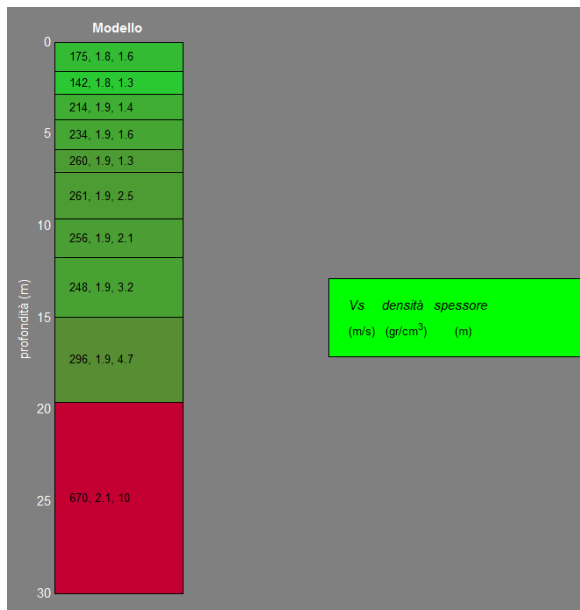 Modello
0
175, 1.8, 1.6
142, 1.8, 1.3
214, 1.9, 1.4
5
234, 1.9, 1.6
260, 1.9, 1.3
261, 1.9, 2.5
10
256, 1.9, 2.1
248, 1.9, 3.2
profondità (m)
15
296, 1.9, 4.7
20
670, 2.1, 10
25
30
Vs densità spessore
(m/s) (gr/cm³) (m)